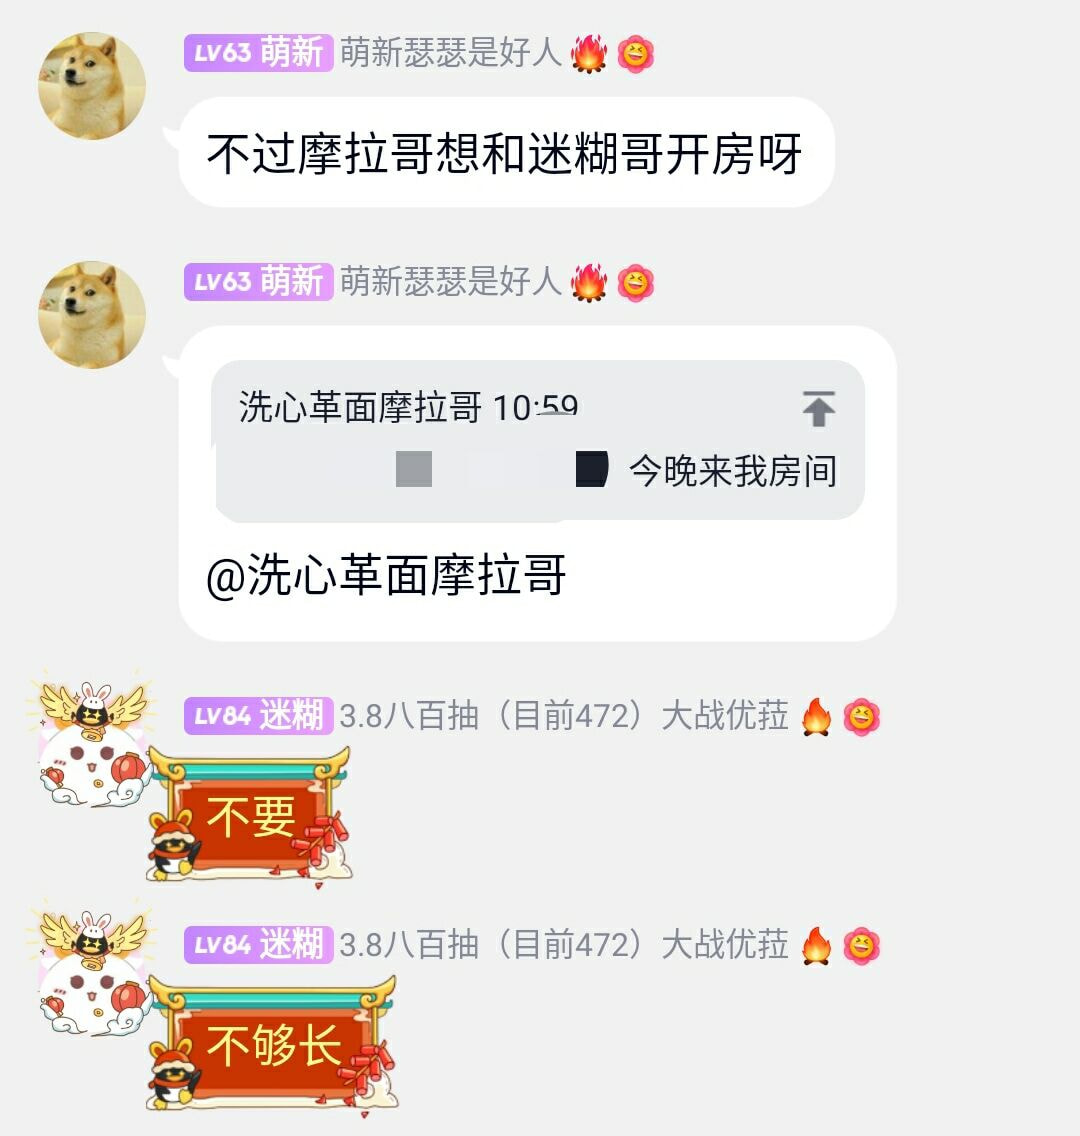 LV63 萌新 萌新瑟瑟是好人
不过摩拉哥想和迷糊哥开房呀
LV63 萌新 萌新瑟瑟是好人
洗心革面摩拉哥 10:59
今晚来我房间
@洗心革面摩拉哥
LV84 迷糊 3.8八百抽（目前472）大战优菈
不要
LV84 迷糊 3.8八百抽（目前472）大战优菈
不够长